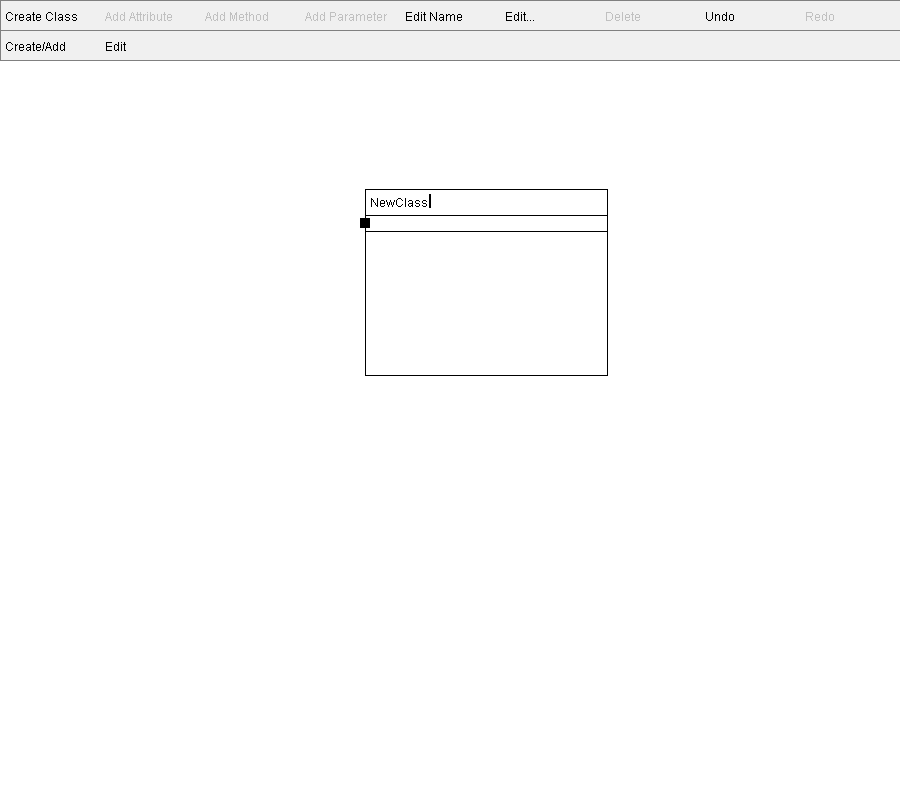 Create Class Add Attribute Add Method Add Parameter Edit Name Edit... Delete Undo Redo
Create/Add Edit
NewClass